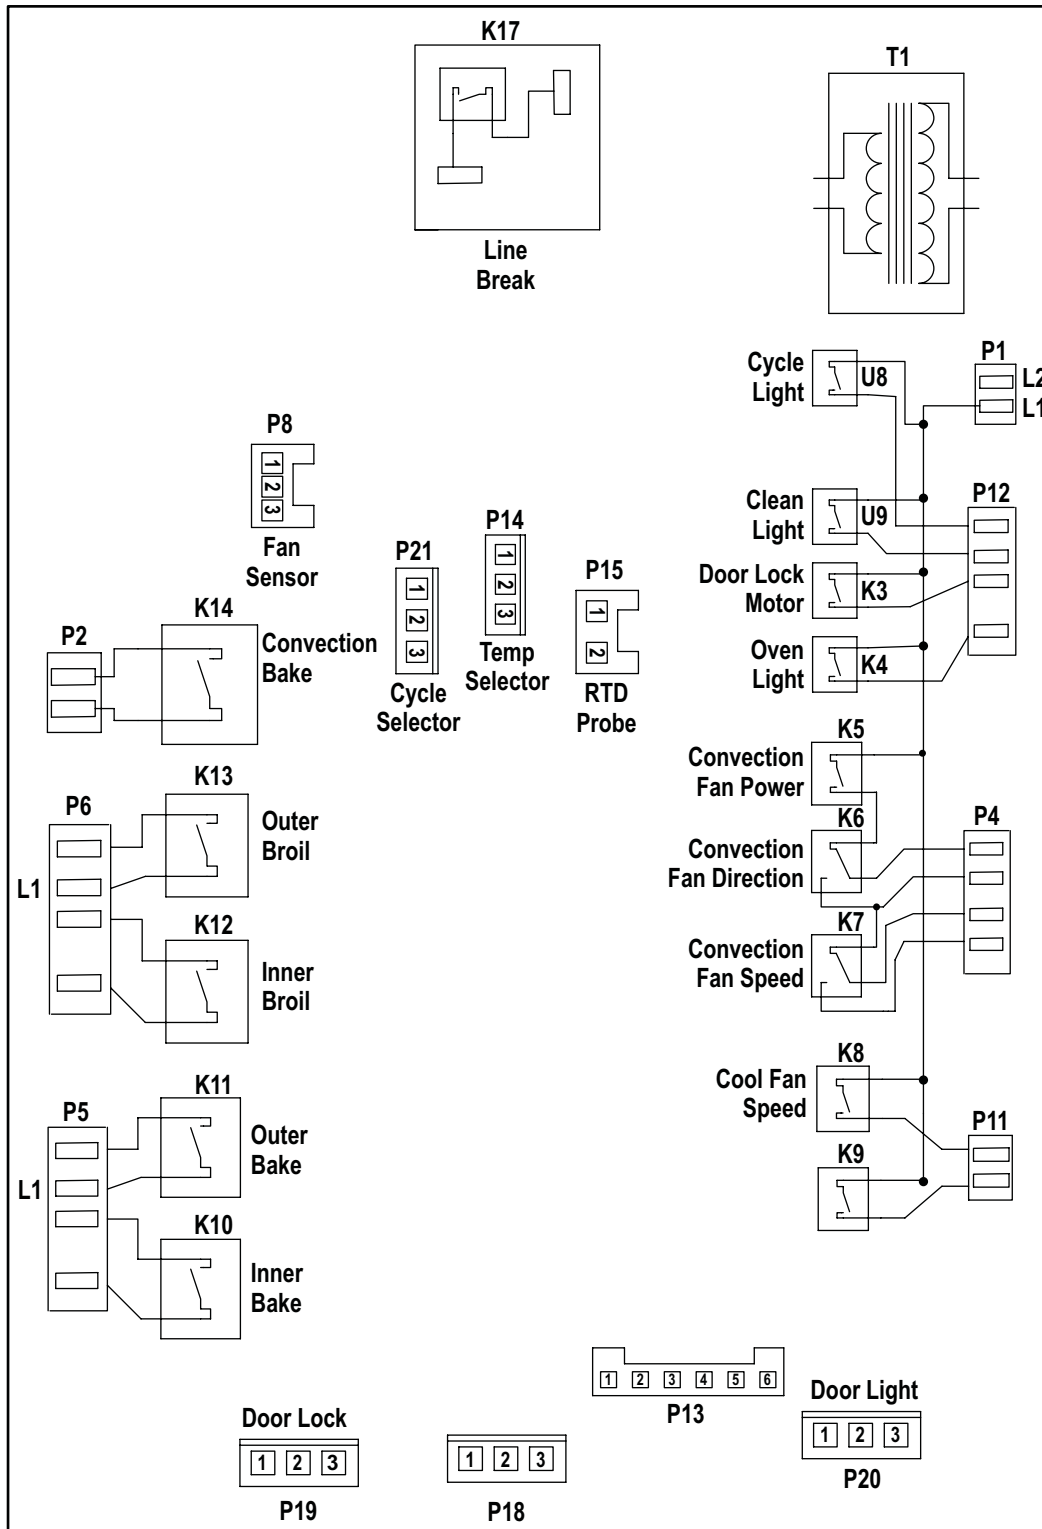 K17
T1
Line
Break
Cycle
Light
U8
P1
L2
L1
P8
1
2
3
Fan
Sensor
P21
1
2
3
Cycle
Selector
P14
1
2
3
Temp
Selector
P15
1
2
RTD
Probe
Clean
Light
U9
P12
Door Lock
Motor
K3
Oven
Light
K4
P2
K14
Convection
Bake
K5
Convection
Fan Power
K6
Convection
Fan Direction
P4
K7
Convection
Fan Speed
P6
L1
K13
Outer
Broil
K12
Inner
Broil
K8
Cool Fan
Speed
P11
K9
P5
L1
K11
Outer
Bake
K10
Inner
Bake
1 2 3 4 5 6
P13
Door Light
1 2 3
P20
Door Lock
1 2 3
P19
1 2 3
P18